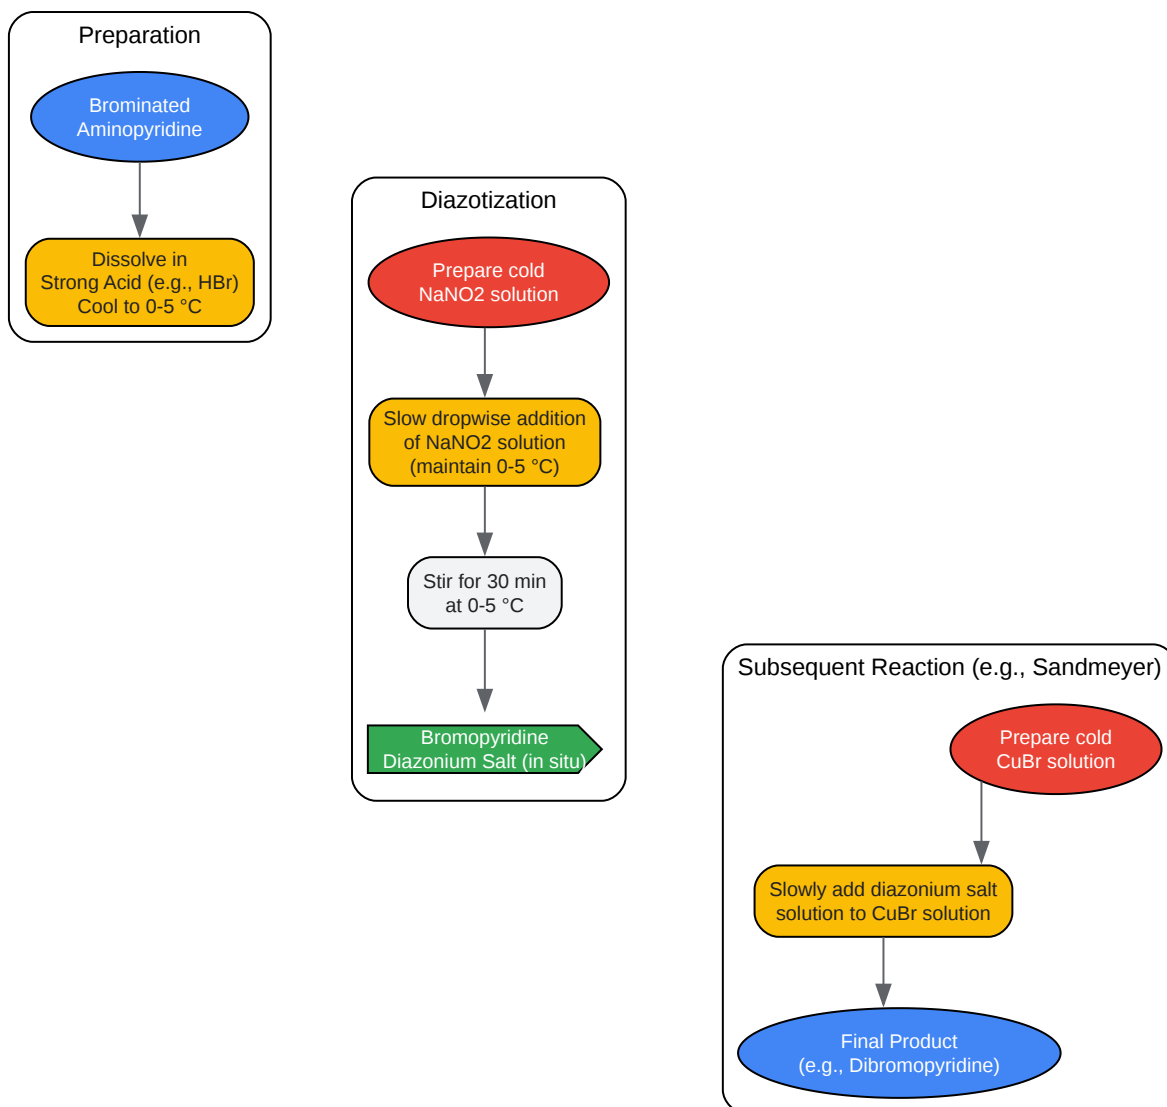 Preparation
Brominated
Aminopyridine
Dissolve in
Strong Acid (e.g., HBr)
Cool to 0-5 °C
Diazotization
Prepare cold
NaNO2 solution
Slow dropwise addition
of NaNO2 solution
(maintain 0-5 °C)
Stir for 30 min
at 0-5 °C
Bromopyridine
Diazonium Salt (in situ)
Subsequent Reaction (e.g., Sandmeyer)
Prepare cold
CuBr solution
Slowly add diazonium salt
solution to CuBr solution
Final Product
(e.g., Dibromopyridine)